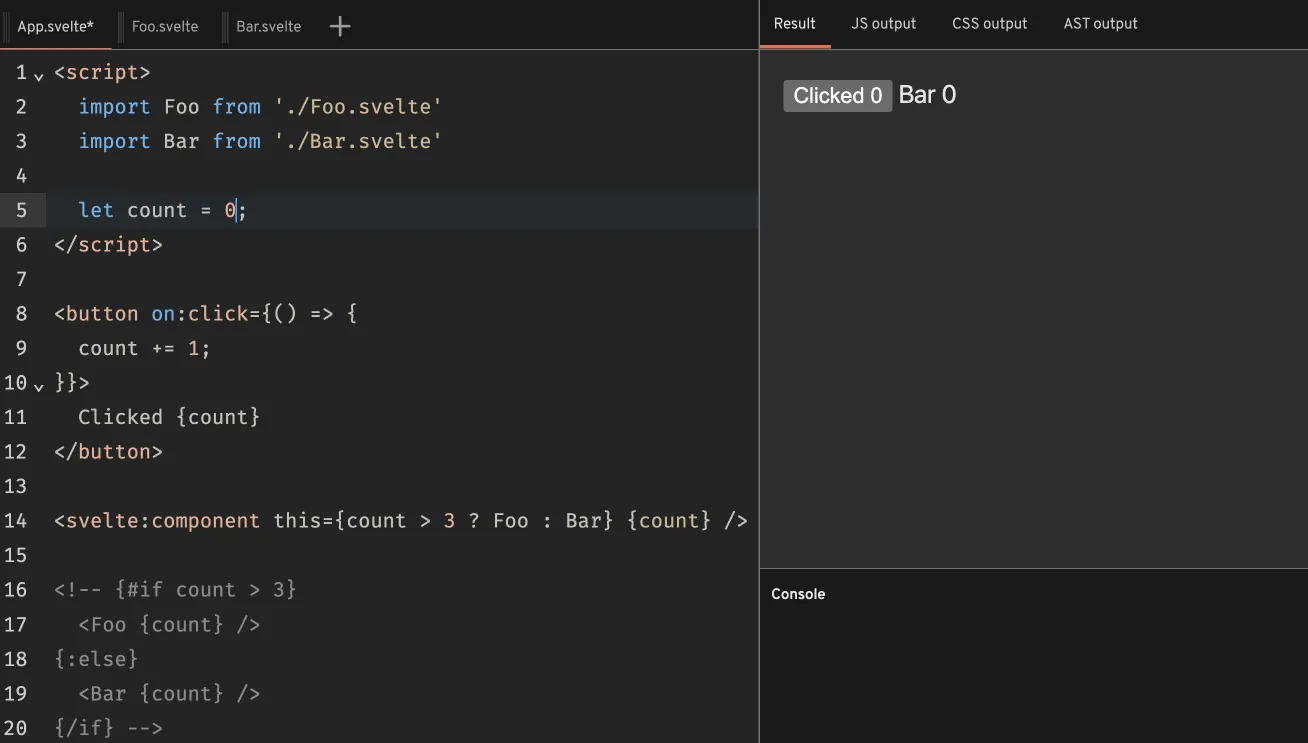 App.svelte* Foo.svelte Bar.svelte +
1 <script>
2 import Foo from './Foo.svelte'
3 import Bar from './Bar.svelte'
4
5 let count = 0;
6 </script>
7
8 <button on:click={() => {
9 count += 1;
10 }}>
11 Clicked {count}
12 </button>
13
14 <svelte:component this={count > 3 ? Foo : Bar} {count} />
15
16 <!-- {#if count > 3}
17 <Foo {count} />
18 {:else}
19 <Bar {count} />
20 {/if} -->
Result JS output CSS output AST output
Clicked 0 Bar 0
Console